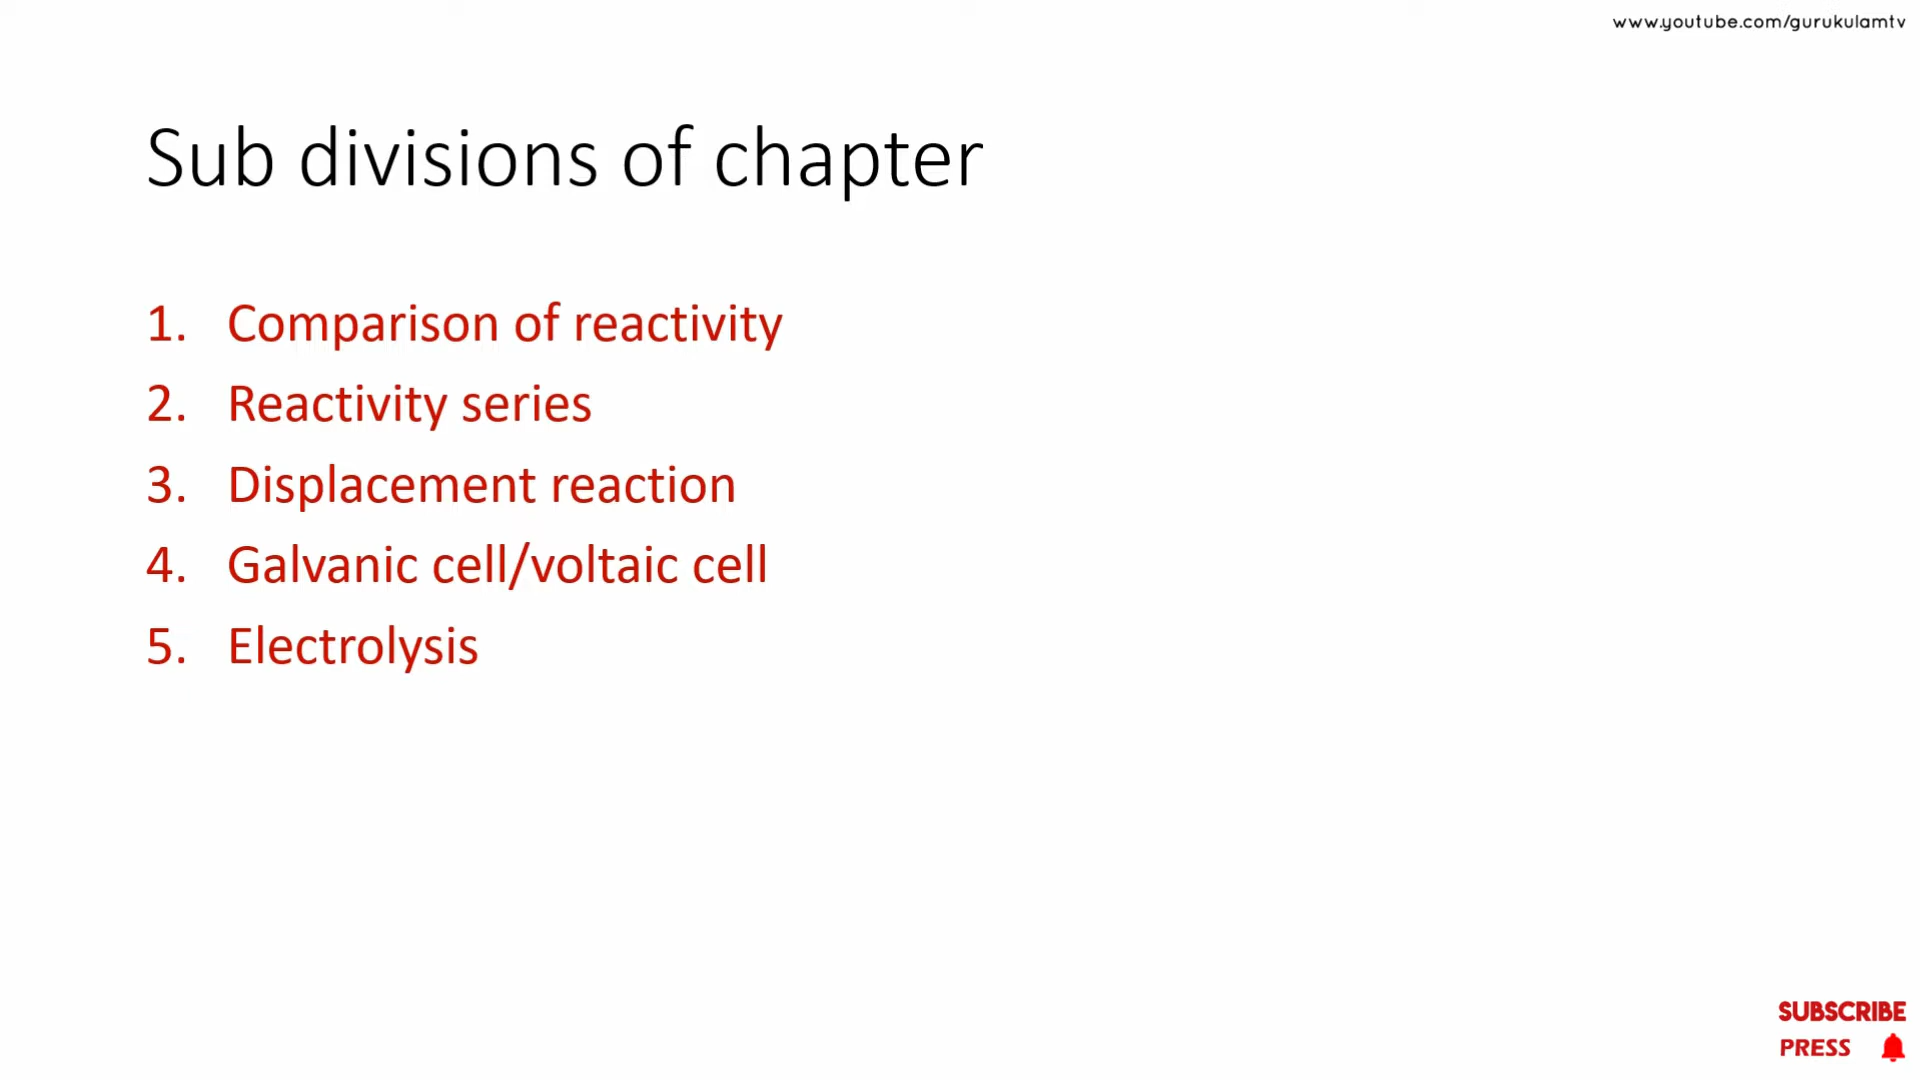 www.youtube.com/gurukulamtv
Sub divisions of chapter
1. Comparison of reactivity
2. Reactivity series
3. Displacement reaction
4. Galvanic cell/voltaic cell
5. Electrolysis
SUBSCRIBE
PRESS